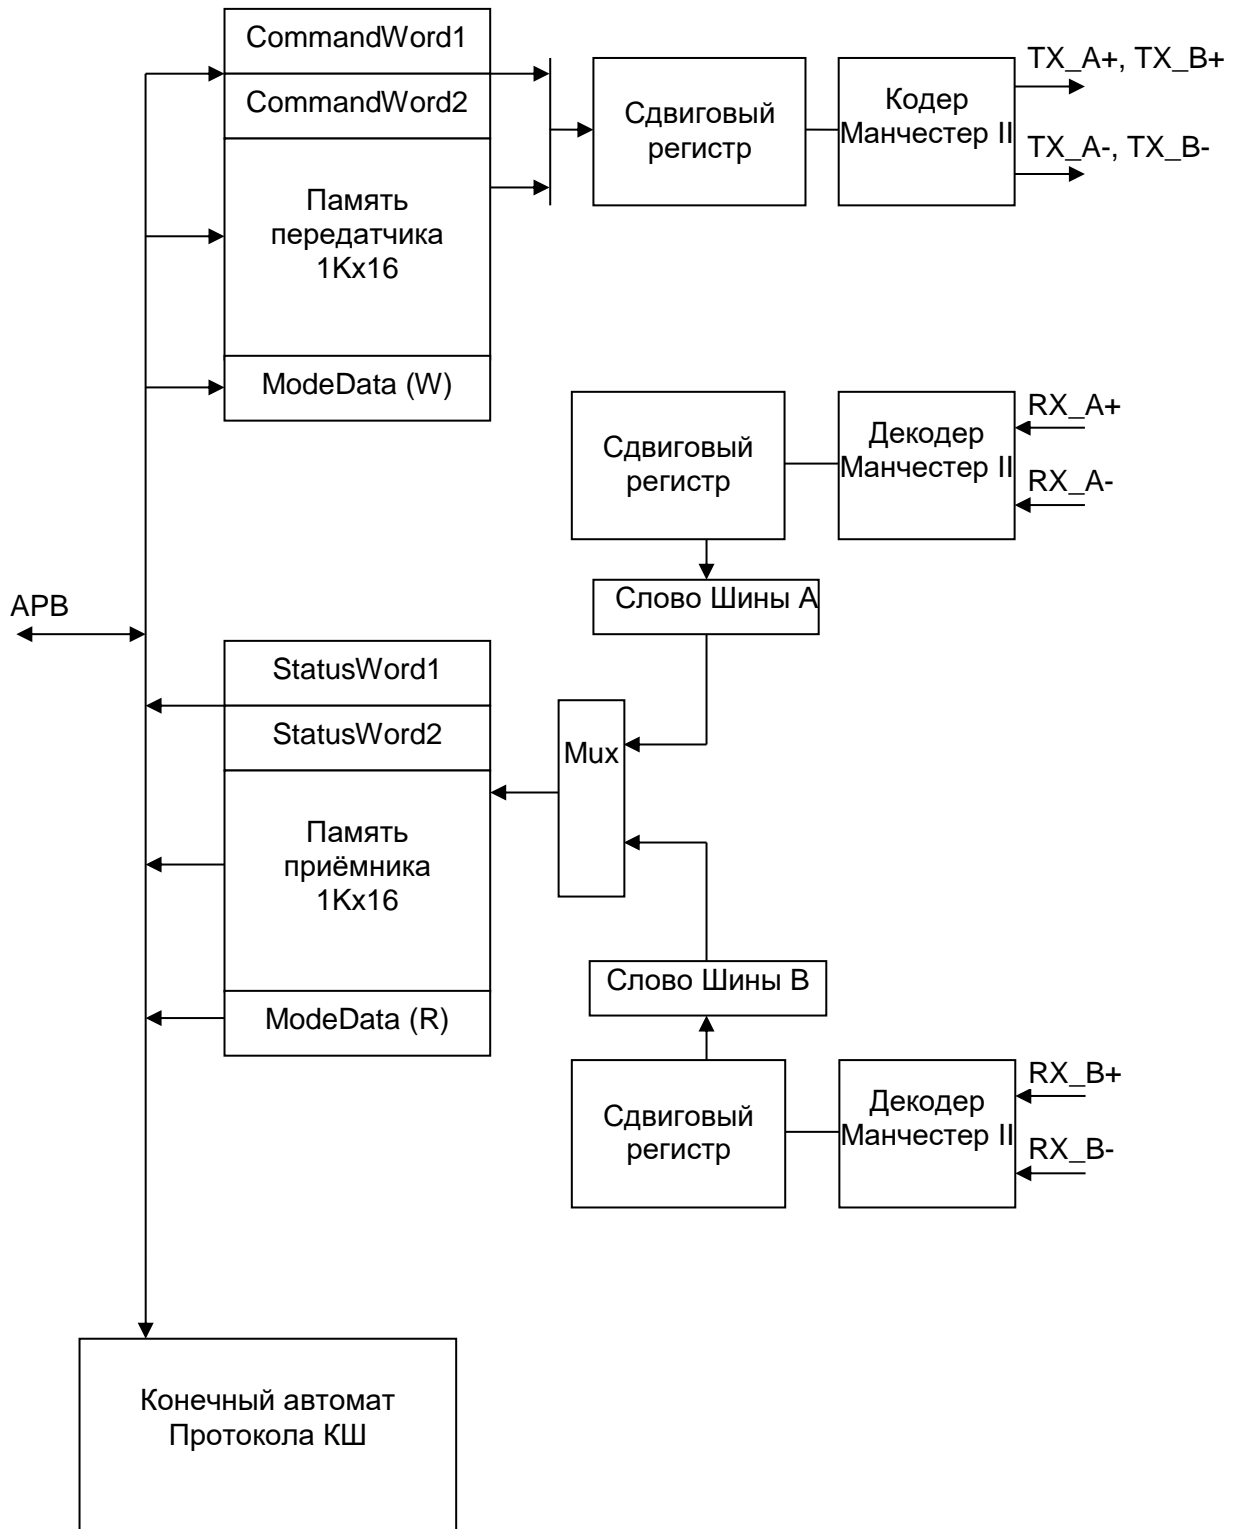 CommandWord1
CommandWord2
Память
передатчика
1Kx16
ModeData (W)
Сдвиговый
регистр
Кодер
Манчестер II
TX_A+, TX_B+
TX_A-, TX_B-
Сдвиговый
регистр
Декодер
Манчестер II
RX_A+
RX_A-
Слово Шины А
APB
StatusWord1
StatusWord2
Память
приёмника
1Kx16
ModeData (R)
Mux
Слово Шины В
Сдвиговый
регистр
Декодер
Манчестер II
RX_B+
RX_B-
Конечный автомат
Протокола КШ